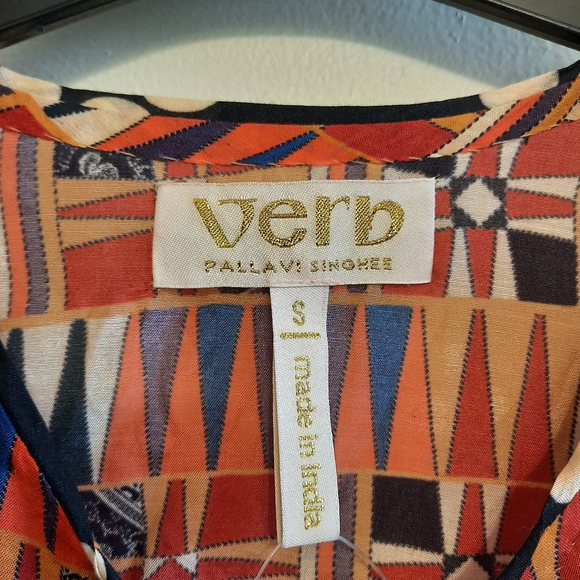 verb
PALLAVI SINGHEE
S | made in India